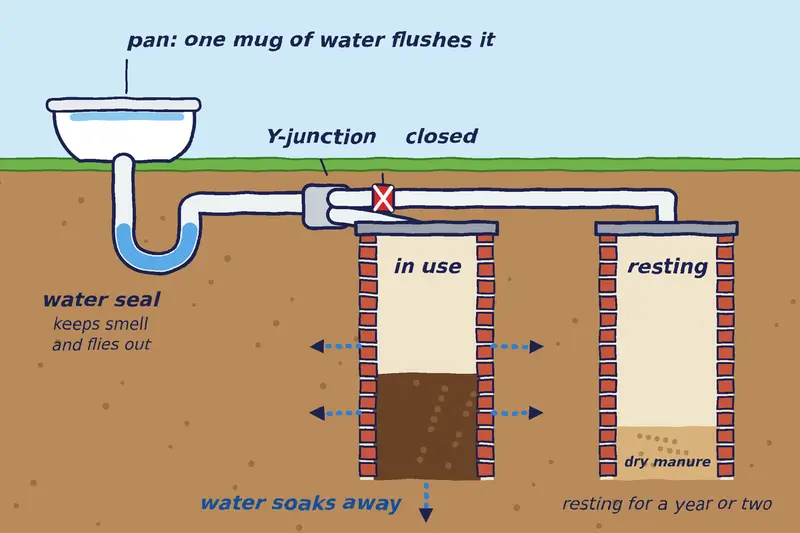 pan: one mug of water flushes it
Y-junction
closed
in use
resting
water seal
keeps smell
and flies out
dry manure
water soaks away
resting for a year or two